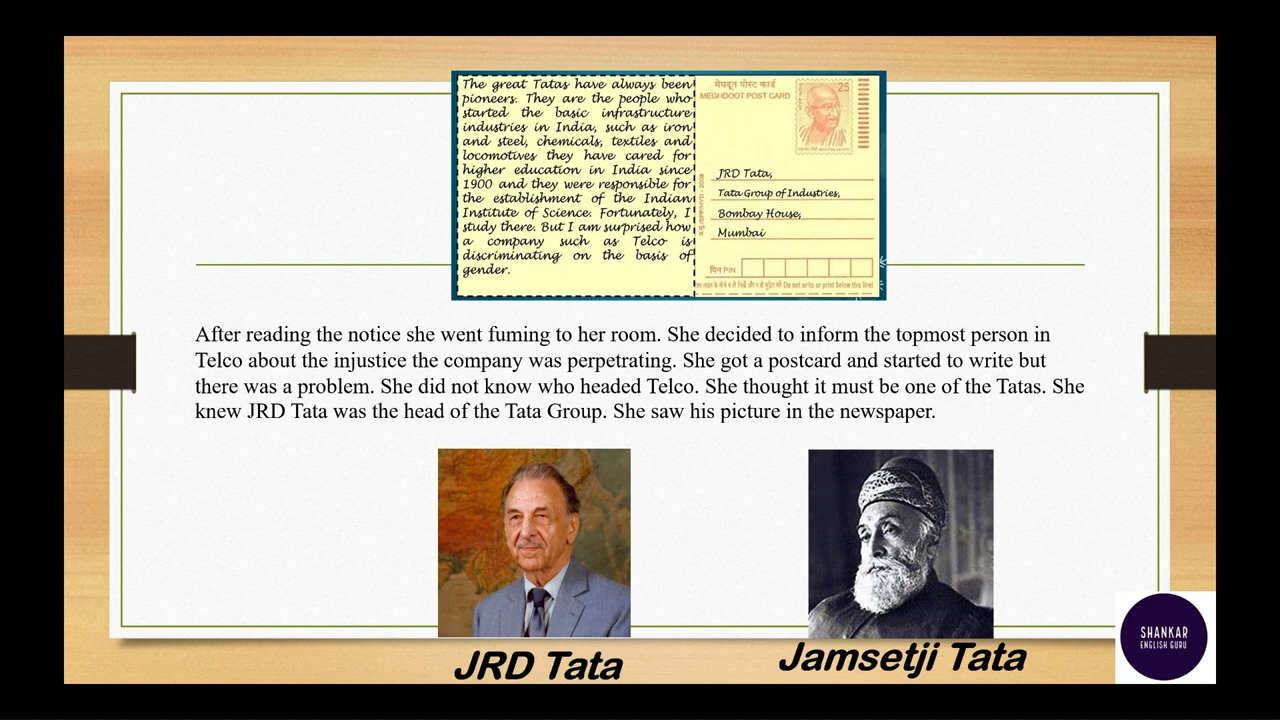 The great Tatas have always been
pioneers. They are the people who
started the basic infrastructure
industries in India, such as iron
and steel, chemicals, textiles and
locomotives they have cared for
higher education in India since
1900 and they were responsible for
the establishment of the Indian
Institute of Science. Fortunately, I
study there. But I am surprised how
a company such as Telco is
discriminating on the basis of
gender.
मेघदूत पोस्ट कार्ड
MEGHDOOT POST CARD
25
JRD Tata,
Tata Group of Industries,
Bombay House,
Mumbai
पिन PIN
Do not write or print below this line
After reading the notice she went fuming to her room. She decided to inform the topmost person in
Telco about the injustice the company was perpetrating. She got a postcard and started to write but
there was a problem. She did not know who headed Telco. She thought it must be one of the Tatas. She
knew JRD Tata was the head of the Tata Group. She saw his picture in the newspaper.
JRD Tata
Jamsetji Tata
SHANKAR
ENGLISH GURU